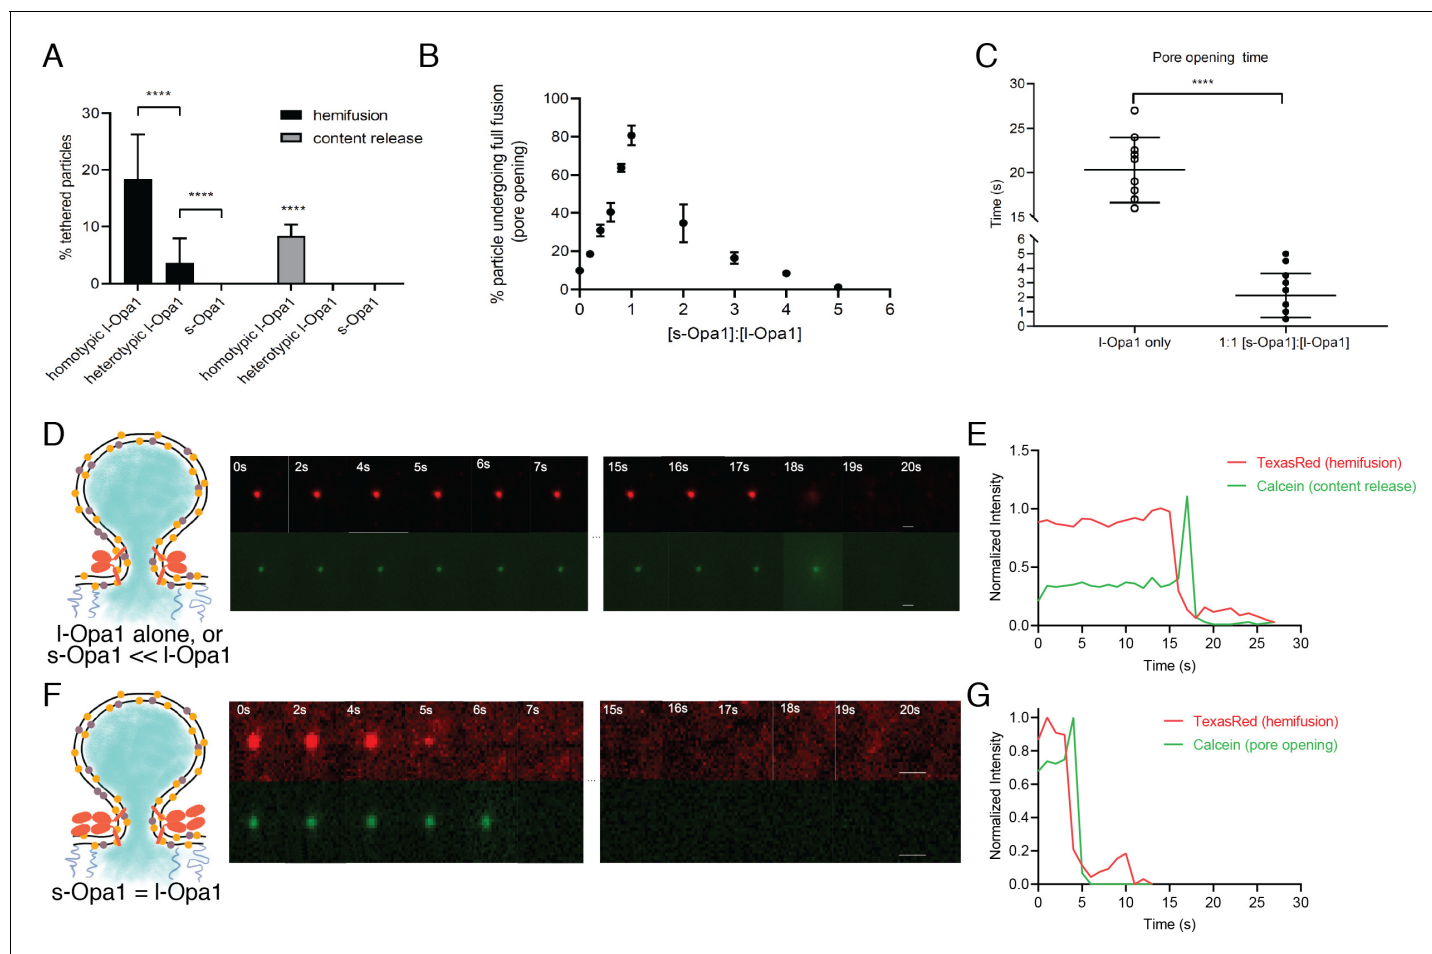 A
B
C
Pore opening time
****
hemifusion
content release
****
****
****
% tethered particles
30
20
10
0
homotypic l-Opa1
heterotypic l-Opa1
s-Opa1
homotypic l-Opa1
heterotypic l-Opa1
s-Opa1
% particle undergoing full fusion
(pore opening)
100
80
60
40
20
0
0 1 2 3 4 5 6
[s-Opa1]:[l-Opa1]
Time (s)
30
25
20
15
6
5
4
3
2
1
0
l-Opa1 only
1:1 [s-Opa1]:[l-Opa1]
D
0s 2s 4s 5s 6s 7s
...
15s 16s 17s 18s 19s 20s
l-Opa1 alone, or
s-Opa1 << l-Opa1
E
TexasRed (hemifusion)
Calcein (content release)
Normalized Intensity
1.5
1.0
0.5
0.0
0 5 10 15 20 25 30
Time (s)
F
0s 2s 4s 5s 6s 7s
...
15s 16s 17s 18s 19s 20s
s-Opa1 = l-Opa1
G
TexasRed (hemifusion)
Calcein (pore opening)
Normalized Intensity
1.0
0.8
0.6
0.4
0.2
0.0
0 5 10 15 20 25 30
Time (s)